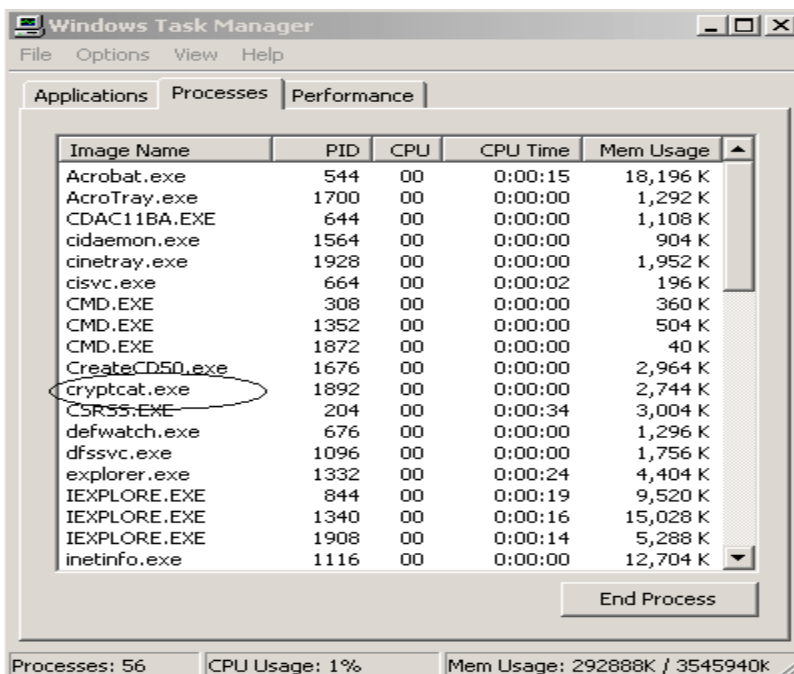 Windows Task Manager
File Options View Help
Applications Processes Performance
Image Name PID CPU CPU Time Mem Usage
Acrobat.exe 544 00 0:00:15 18,196 K
AcroTray.exe 1700 00 0:00:00 1,292 K
CDAC11BA.EXE 644 00 0:00:00 1,108 K
cidaemon.exe 1564 00 0:00:00 904 K
cinetray.exe 1928 00 0:00:00 1,952 K
cisvc.exe 664 00 0:00:02 196 K
CMD.EXE 308 00 0:00:00 360 K
CMD.EXE 1352 00 0:00:00 504 K
CMD.EXE 1872 00 0:00:00 40 K
CreateCD50.exe 1676 00 0:00:00 2,964 K
cryptcat.exe 1892 00 0:00:00 2,744 K
CSRSS.EXE 204 00 0:00:34 3,004 K
defwatch.exe 676 00 0:00:00 1,296 K
dfssvc.exe 1096 00 0:00:00 1,756 K
explorer.exe 1332 00 0:00:24 4,404 K
IEXPLORE.EXE 844 00 0:00:19 9,520 K
IEXPLORE.EXE 1340 00 0:00:16 15,028 K
IEXPLORE.EXE 1908 00 0:00:14 5,288 K
inetinfo.exe 1116 00 0:00:00 12,704 K
End Process
Processes: 56 CPU Usage: 1% Mem Usage: 292888K / 3545940K